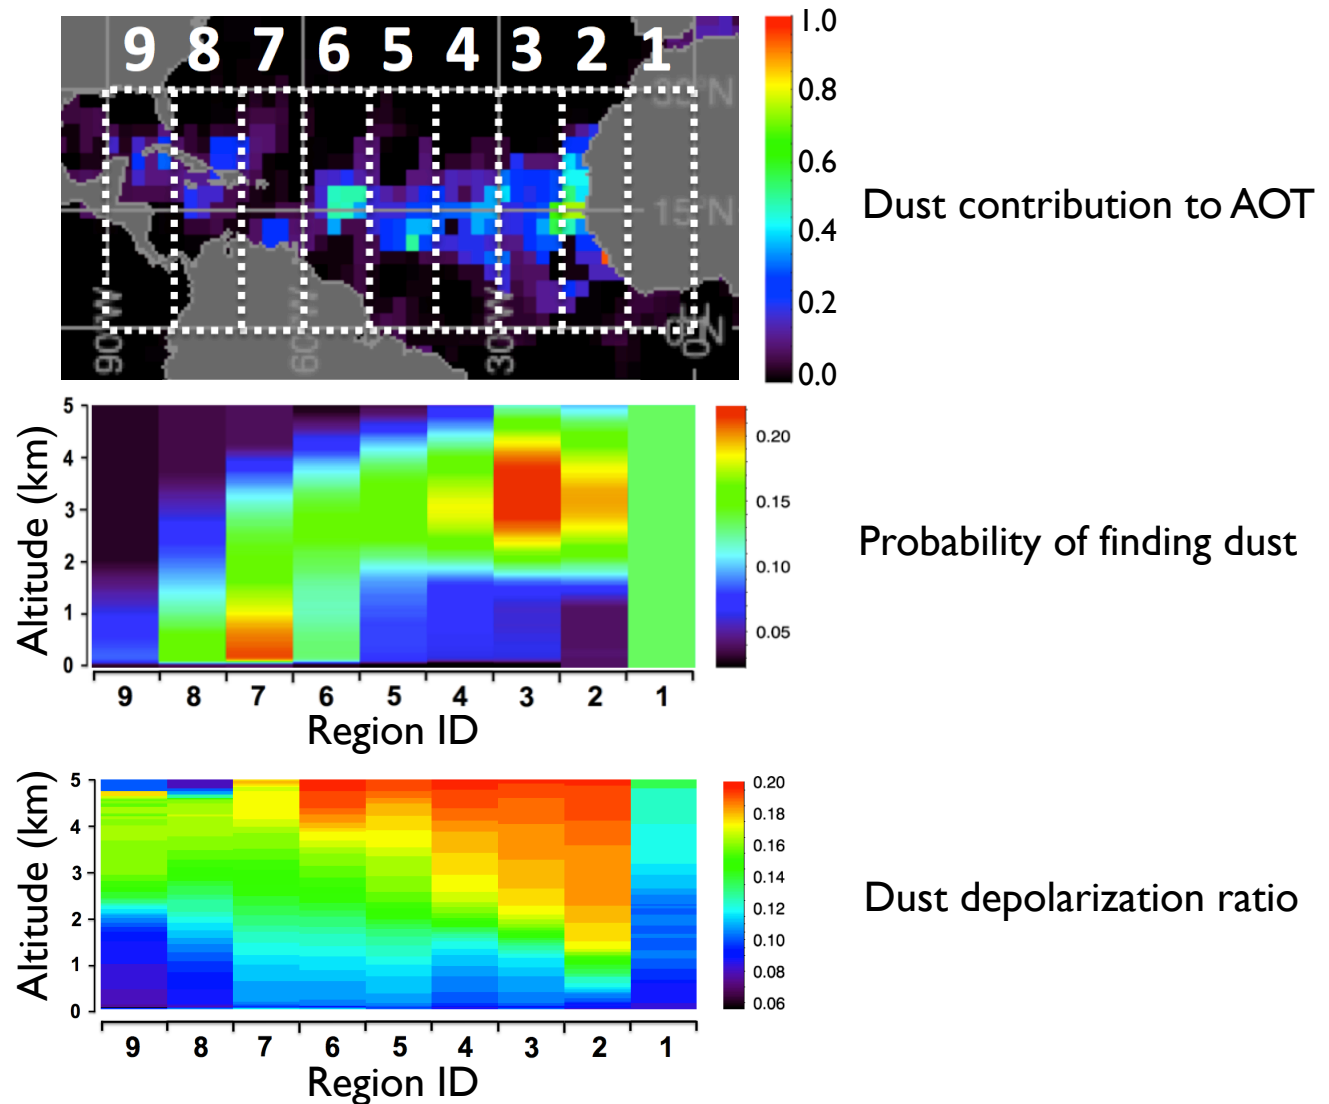 9 8 7 6 5 4 3 2 1
30°N
15°N
0°N
90°W 60°W 30°W
1.0
0.8
0.6
0.4
0.2
0.0
Dust contribution to AOT
Altitude (km)
5
4
3
2
1
0
9 8 7 6 5 4 3 2 1
Region ID
0.20
0.15
0.10
0.05
Probability of finding dust
Altitude (km)
5
4
3
2
1
0
9 8 7 6 5 4 3 2 1
Region ID
0.20
0.18
0.16
0.14
0.12
0.10
0.08
0.06
Dust depolarization ratio